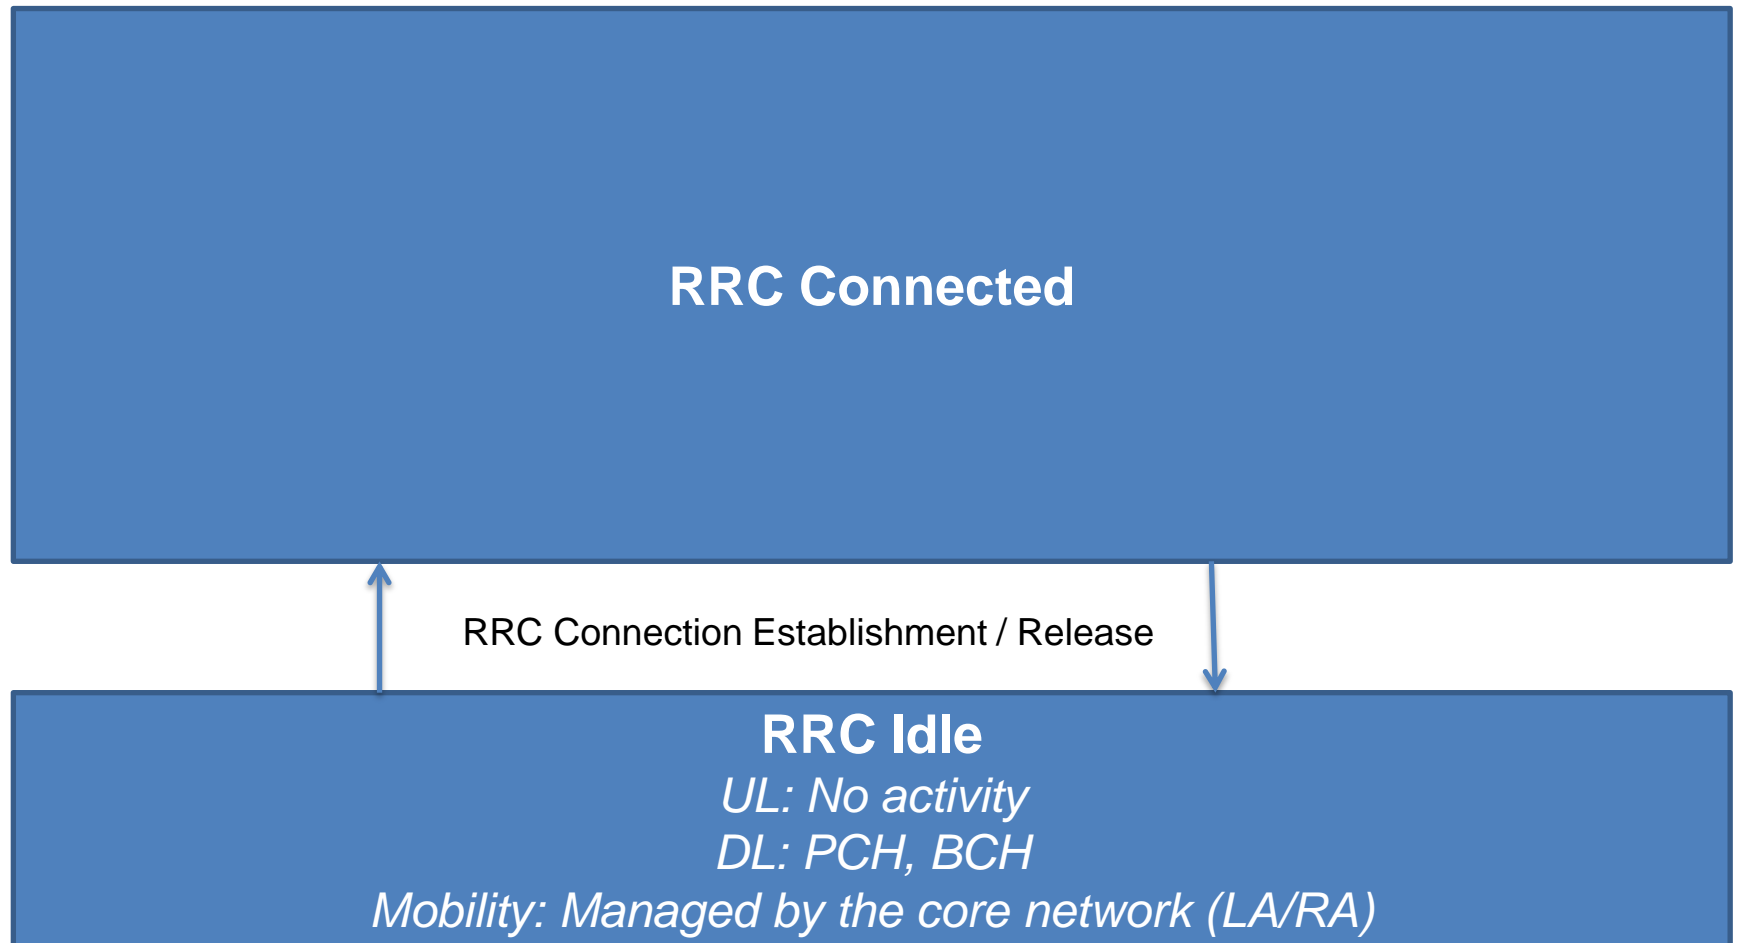 RRC Connected
RRC Connection Establishment / Release
RRC Idle
UL: No activity
DL: PCH, BCH
Mobility: Managed by the core network (LA/RA)